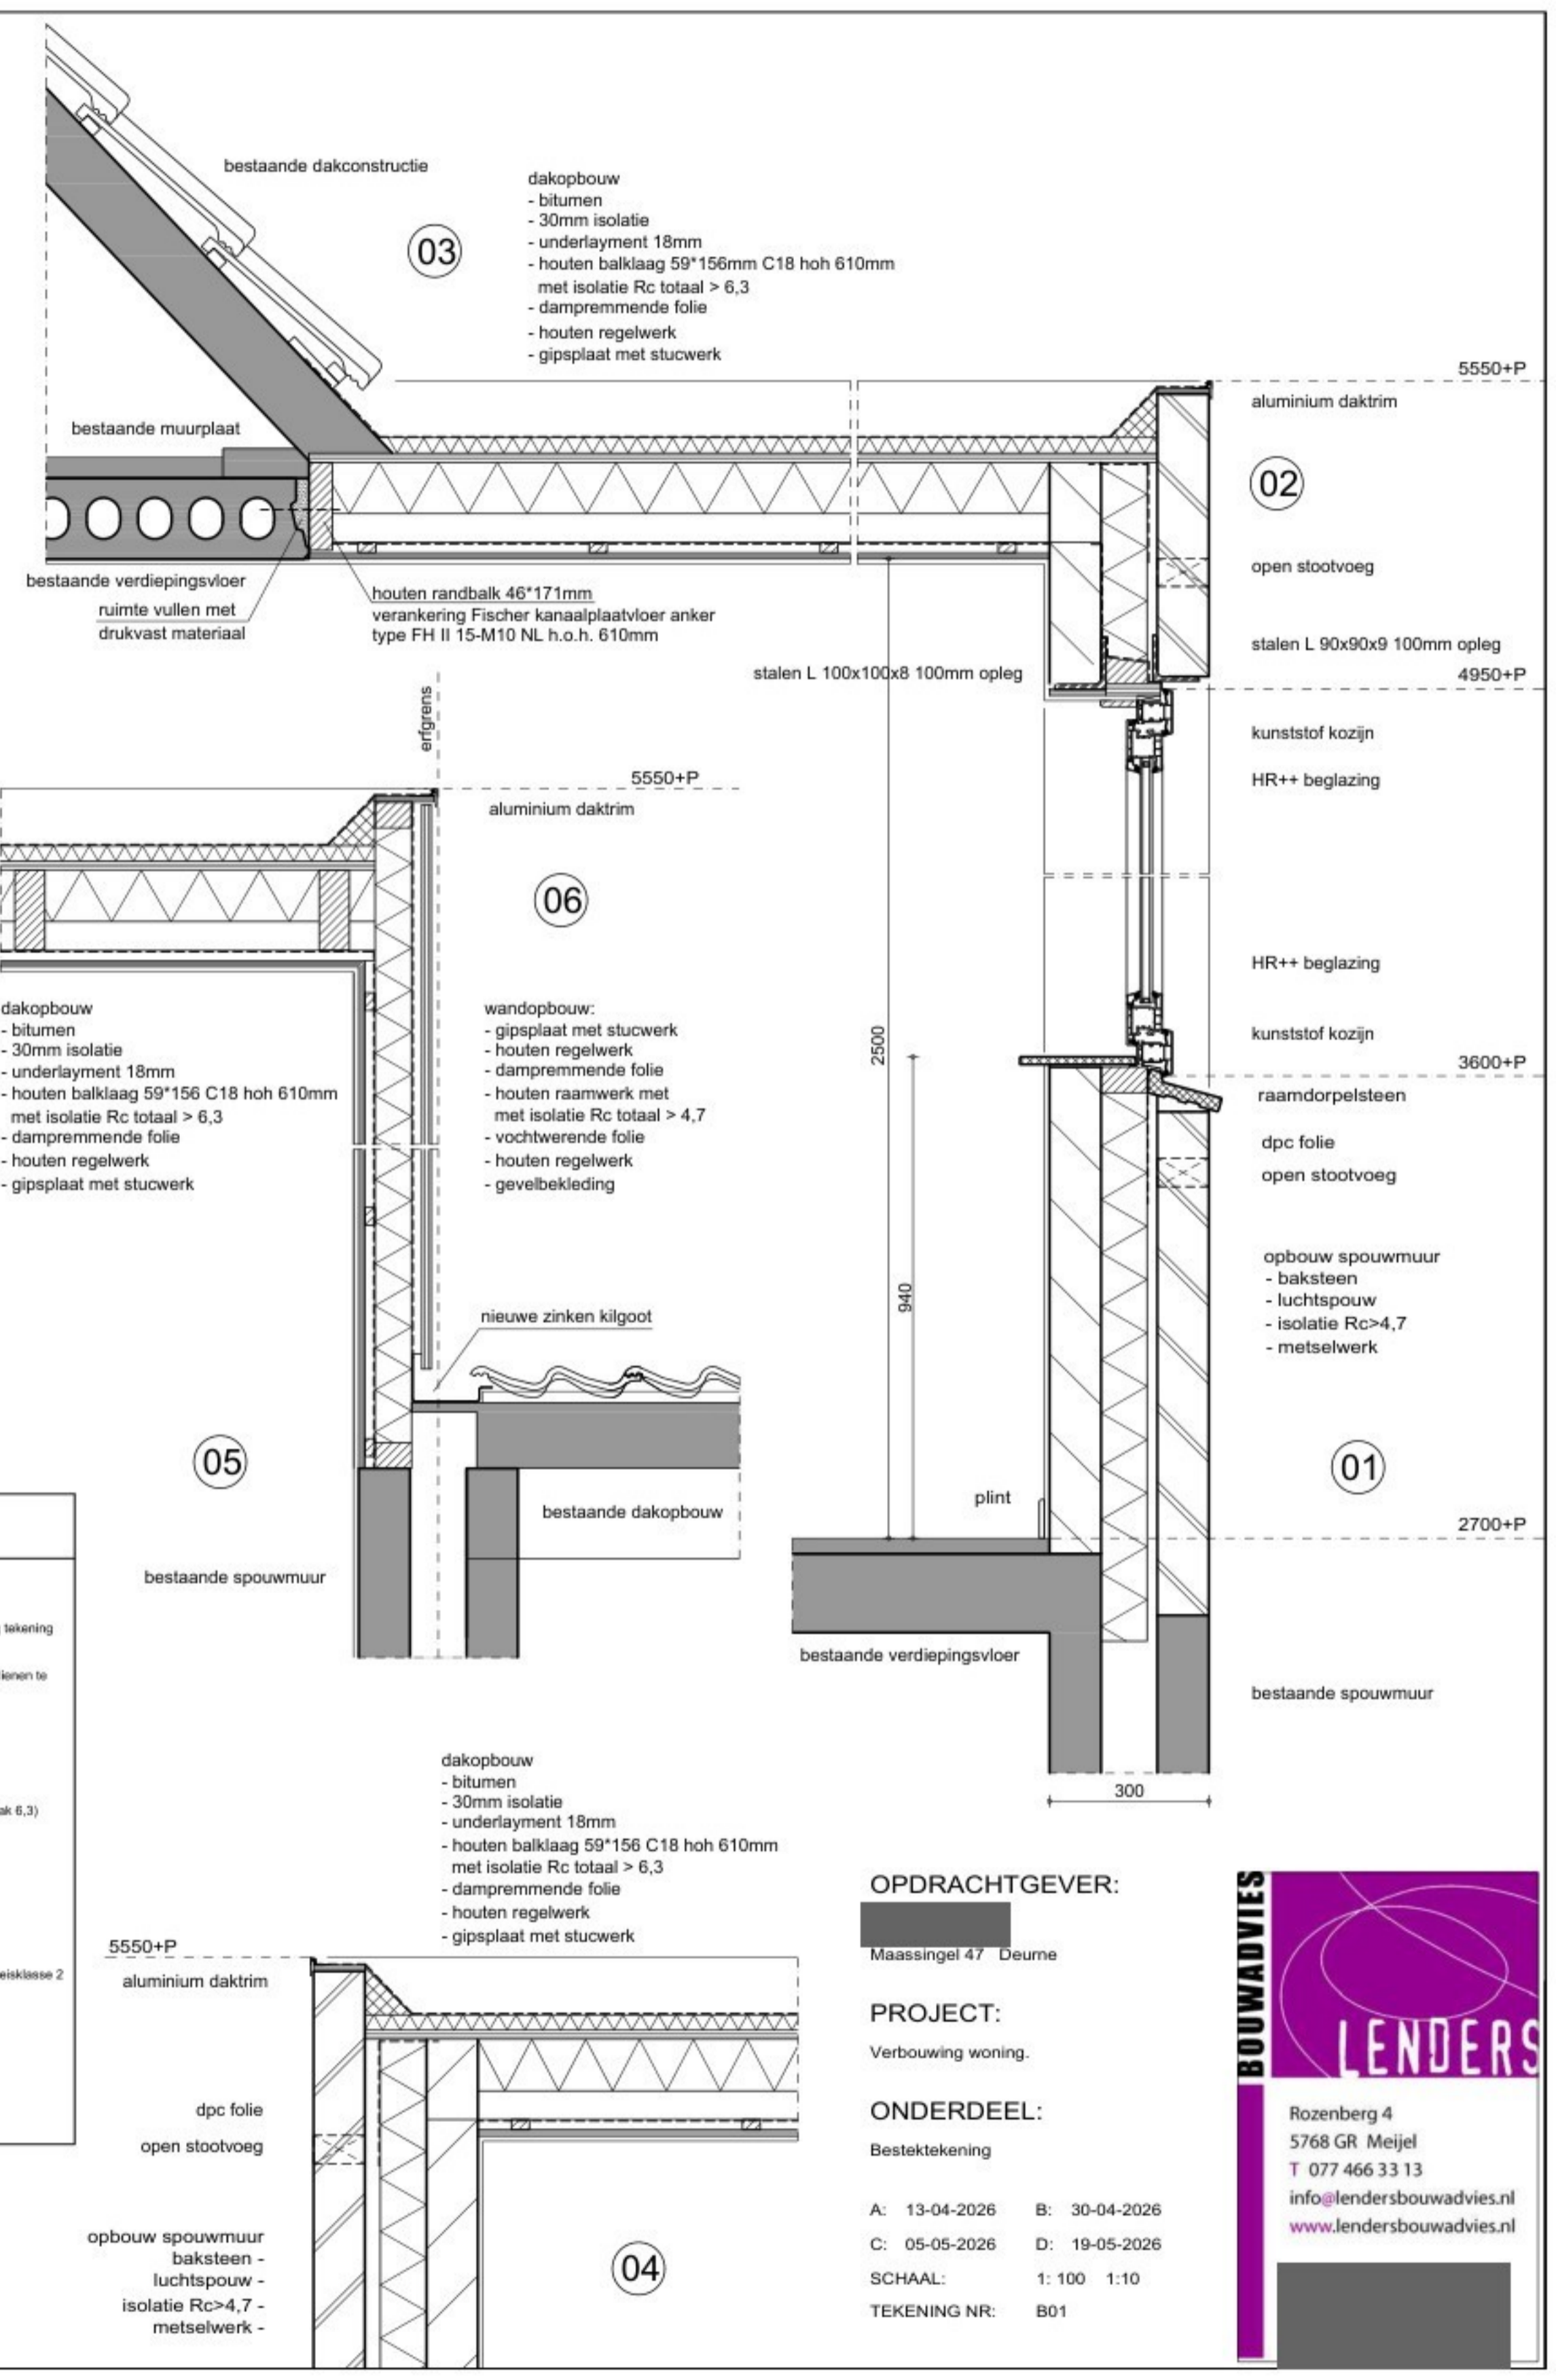 bestaande dakconstructie
03
dakopbouw
- bitumen
- 30mm isolatie
- underlayment 18mm
- houten balklaag 59*156mm C18 hoh 610mm
met isolatie Rc totaal > 6,3
- dampremmende folie
- houten regelwerk
- gipsplaat met stucwerk
5550+P
aluminium daktrim
bestaande muurplaat
02
open stootvoeg
bestaande verdiepingsvloer
ruimte vullen met
drukvast materiaal
houten randbalk 46*171mm
verankering Fischer kanaalplaatvloer anker
type FH II 15-M10 NL h.o.h. 610mm
stalen L 90x90x9 100mm opleg
stalen L 100x100x8 100mm opleg
4950+P
erfgrens
kunststof kozijn
HR++ beglazing
5550+P
aluminium daktrim
06
HR++ beglazing
kunststof kozijn
3600+P
raamdorpelsteen
dpc folie
open stootvoeg
dakopbouw
- bitumen
- 30mm isolatie
- underlayment 18mm
- houten balklaag 59*156 C18 hoh 610mm
met isolatie Rc totaal > 6,3
- dampremmende folie
- houten regelwerk
- gipsplaat met stucwerk
wandopbouw:
- gipsplaat met stucwerk
- houten regelwerk
- dampremmende folie
- houten raamwerk met
met isolatie Rc totaal > 4,7
- vochtwerende folie
- houten regelwerk
- gevelbekleding
2500
940
opbouw spouwmuur
- baksteen
- luchtspouw
- isolatie Rc>4,7
- metselwerk
nieuwe zinken kilgoot
05
01
bestaande dakopbouw
plint
2700+P
bestaande spouwmuur
bestaande verdiepingsvloer
bestaande spouwmuur
300
tekening
ienen te
ak 6,3)
eisklasse 2
dakopbouw
- bitumen
- 30mm isolatie
- underlayment 18mm
- houten balklaag 59*156 C18 hoh 610mm
met isolatie Rc totaal > 6,3
- dampremmende folie
- houten regelwerk
- gipsplaat met stucwerk
5550+P
aluminium daktrim
dpc folie
open stootvoeg
opbouw spouwmuur
baksteen -
luchtspouw -
isolatie Rc>4,7 -
metselwerk -
04
OPDRACHTGEVER:
Maassingel 47 Deurne
PROJECT:
Verbouwing woning.
ONDERDEEL:
Bestektekening
A: 13-04-2026 B: 30-04-2026
C: 05-05-2026 D: 19-05-2026
SCHAAL: 1: 100 1:10
TEKENING NR: B01
BOUWADVIES
LENDERS
Rozenberg 4
5768 GR Meijel
T 077 466 33 13
info@lendersbouwadvies.nl
www.lendersbouwadvies.nl